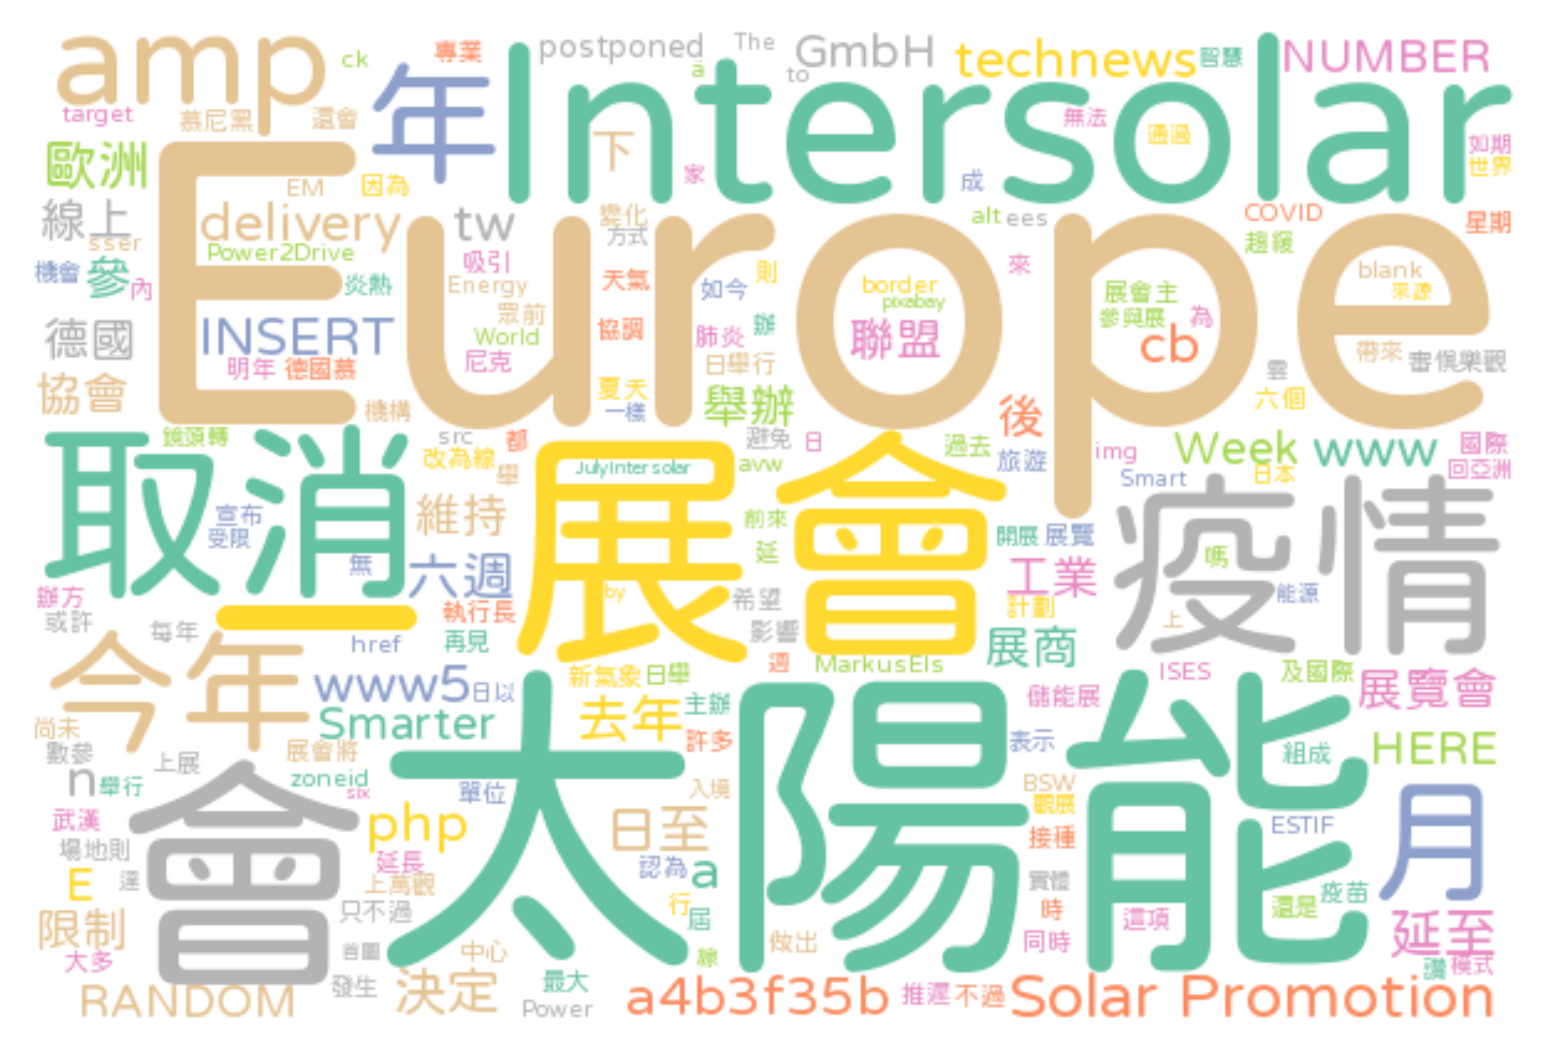 amp ck 專業 postponed The GmbH technews 智慧 NUMBER
ä to
target 慕尼黑 還會 年 Intersolar 無法 通過 如期
歐洲 下 家 世界
EM 因為 成
線上 delivery tw 變化 alt ees COVID 星期
sser Power2Drive 方式 趨緩
Europe
機會 參 內 炎熱 吸引 天氣 則 來 blank
Energy 如今 border 展會主 來源
眾前 pixabay 參與展 為
德國 INSERT World 協調 肺炎 辦 聯盟 cb
明年 德國慕 尼克 日舉行 雲 帶來 審慎樂觀
協會 機構 夏天 舉辦 後 六個
一樣
鏡頭轉 src 都 避免 日 過去 Week www 國際
改為線 JulyIntersolar avw 旅遊 img 回亞洲
舉 Smart 日本
取消 宣布 維持 展會 前來 開展 展覽 疫情
受限 延 嗎
無 六週 工業 能源
辦方 by 希望 計劃 上
或許 每年 一 執行長 影響
href 再見 週 MarkusEls 展商 ISES 及國際
今年 www5 日以 新氣象 日舉 儲能展 展覽會
尚未 Smarter 去年 主辦 表示 組成 HERE
數參 上展 展會將 許多
n 舉行 zoneid 單位 入境 BSW
six 觀展
會 太陽能 月
武漢 php 日至 接種 ESTIF
場地則 延長 認為 a
E 達 上萬觀 實體 疫苗
只不過 行 時 還是
限制 屆 這項 延至
大多 首圖 中心 線 做出 同時 讚 模式
RANDOM 發生 決定 最大 a4b3f35b 推遲 不過 Solar Promotion
Power